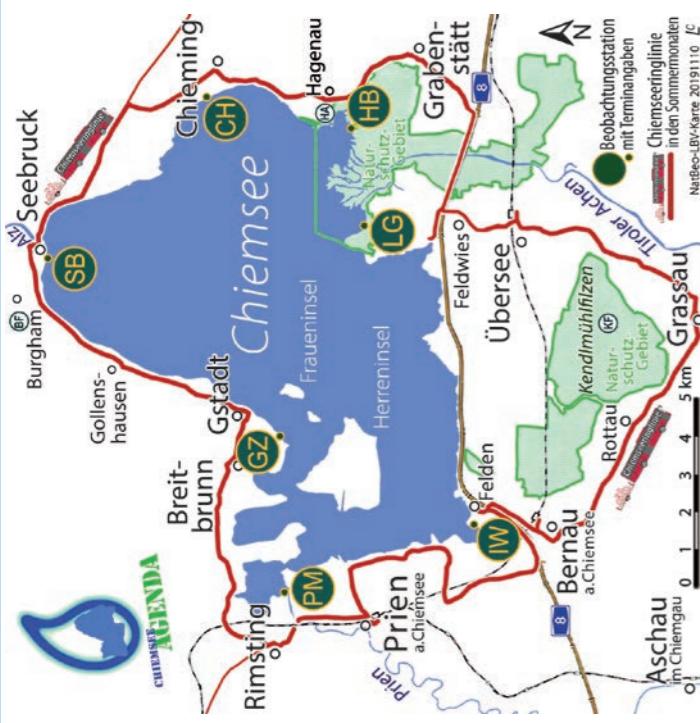 CHIEMSEE
AGENDA
Rimsting
Prien
a.Chiemsee
Prien
PM
Breit-
brunn
GZ
Gstadt
Gollens-
hausen
Burgham
BF
Alz
Seebruck
SB
Chiemseeringlinie
Chieming
CH
Chiemsee
Fraueninsel
Herreninsel
Hagenau
HA
HB
Natur-
schutz-
Gebiet
LG
Graben-
stätt
8
Feldwies
Übersee
Tiroler Achen
Felden
IW
Bernau
a.Chiemsee
8
Aschau
im Chiemgau
Rottau
Kendlmühlfilzen
KF
Natur-
schutz
Gebiet
Grassau
Chiemseeringlinie
0 1 2 3 4 5 km
N
Beobachtungsstation
mit Terminangaben
Chiemseeringlinie
in den Sommermonaten
NatBeo-LBV-Karte 20191110